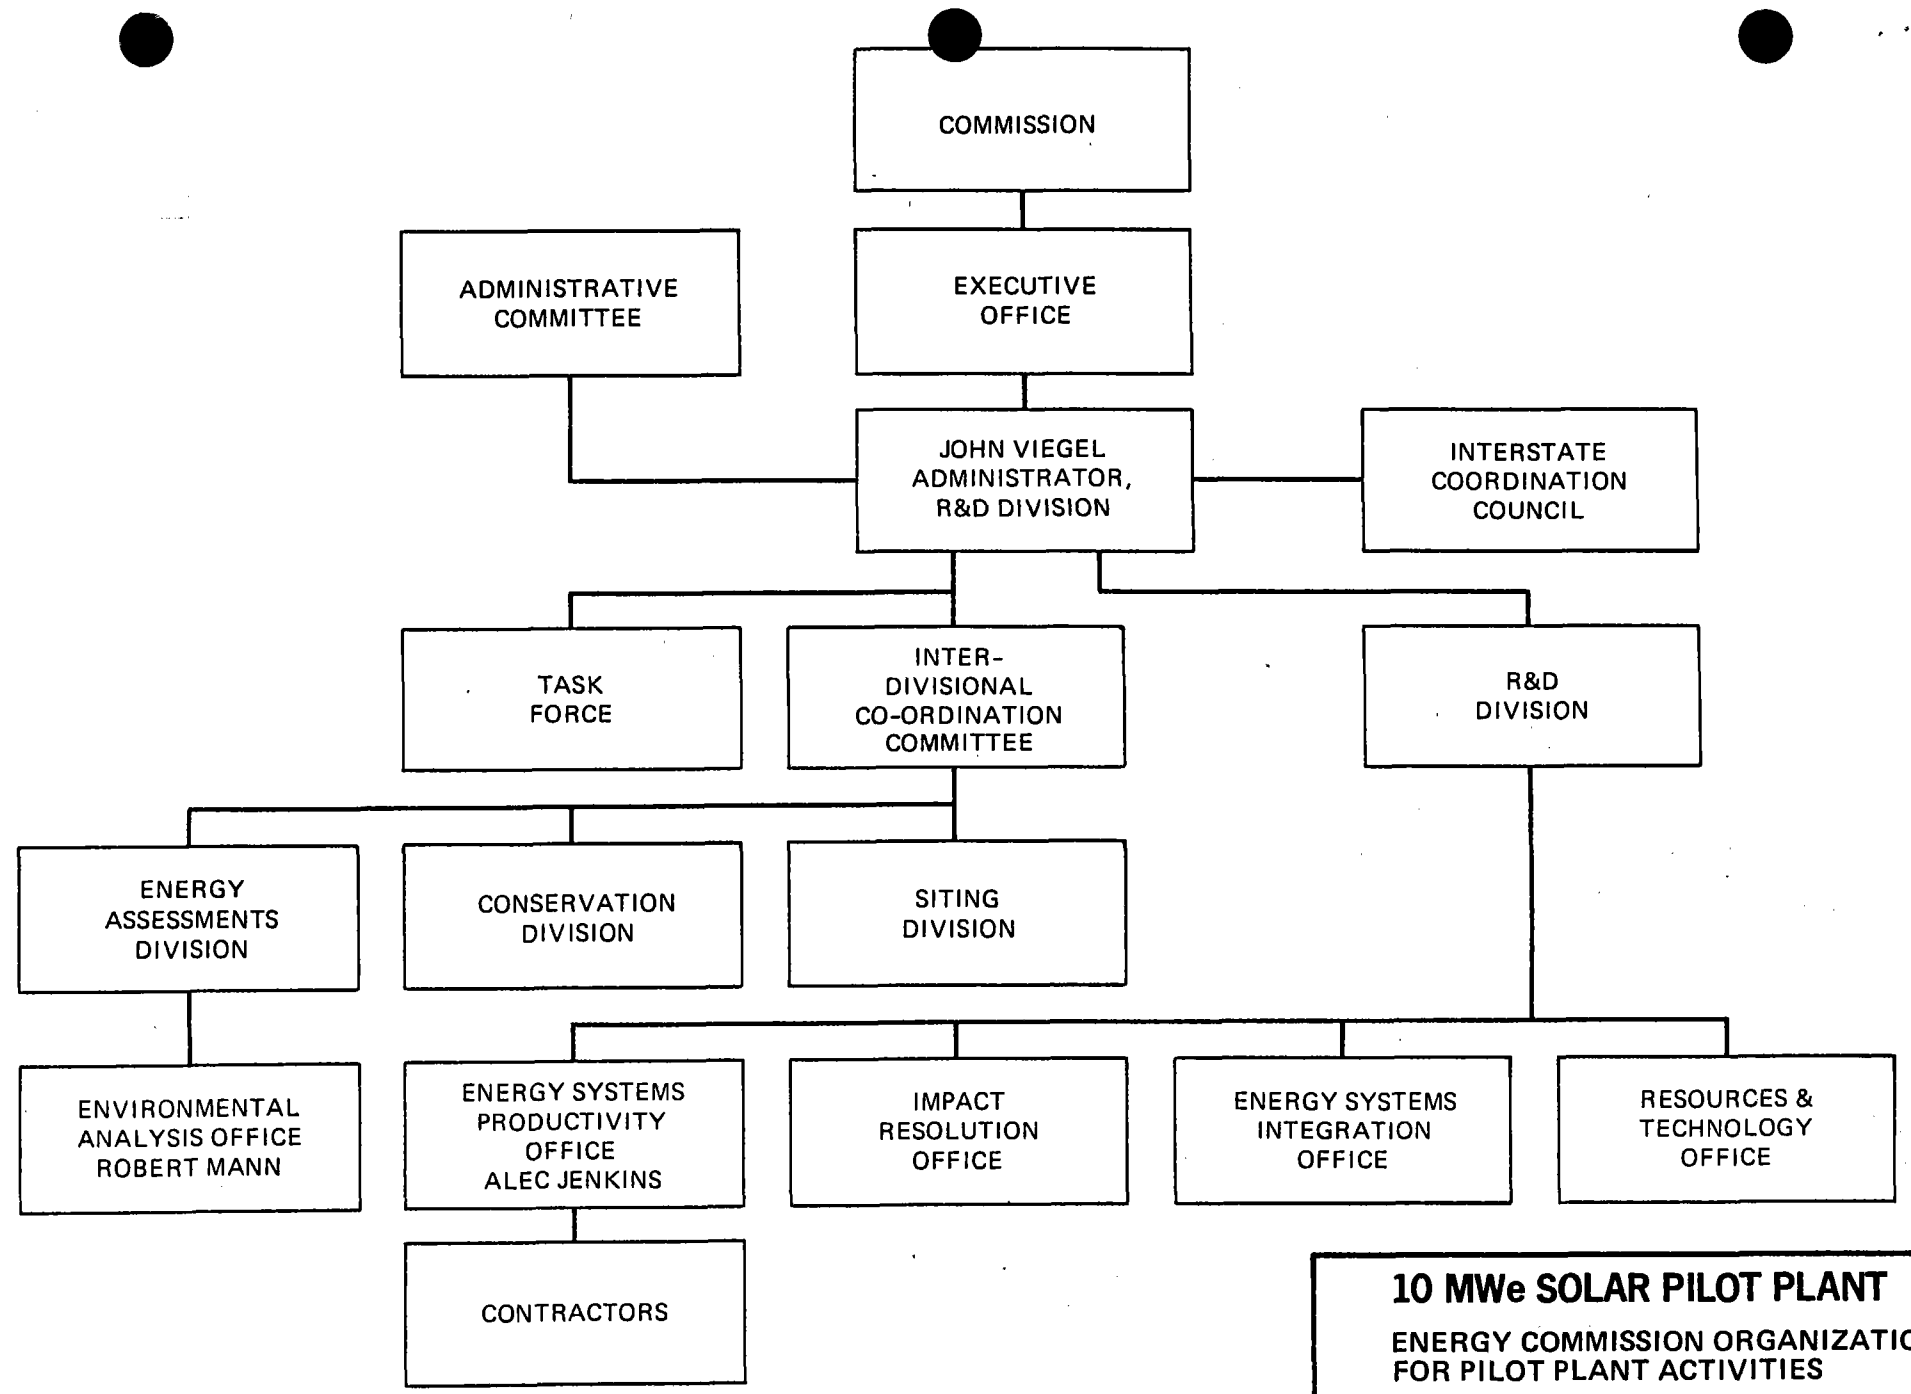 COMMISSION
ADMINISTRATIVE
COMMITTEE
EXECUTIVE
OFFICE
JOHN VIEGEL
ADMINISTRATOR,
R&D DIVISION
INTERSTATE
COORDINATION
COUNCIL
TASK
FORCE
INTER-
DIVISIONAL
CO-ORDINATION
COMMITTEE
R&D
DIVISION
ENERGY
ASSESSMENTS
DIVISION
CONSERVATION
DIVISION
SITING
DIVISION
ENVIRONMENTAL
ANALYSIS OFFICE
ROBERT MANN
ENERGY SYSTEMS
PRODUCTIVITY
OFFICE
ALEC JENKINS
IMPACT
RESOLUTION
OFFICE
ENERGY SYSTEMS
INTEGRATION
OFFICE
RESOURCES &
TECHNOLOGY
OFFICE
CONTRACTORS
10 MWe SOLAR PILOT PLANT
ENERGY COMMISSION ORGANIZATIO
FOR PILOT PLANT ACTIVITIES